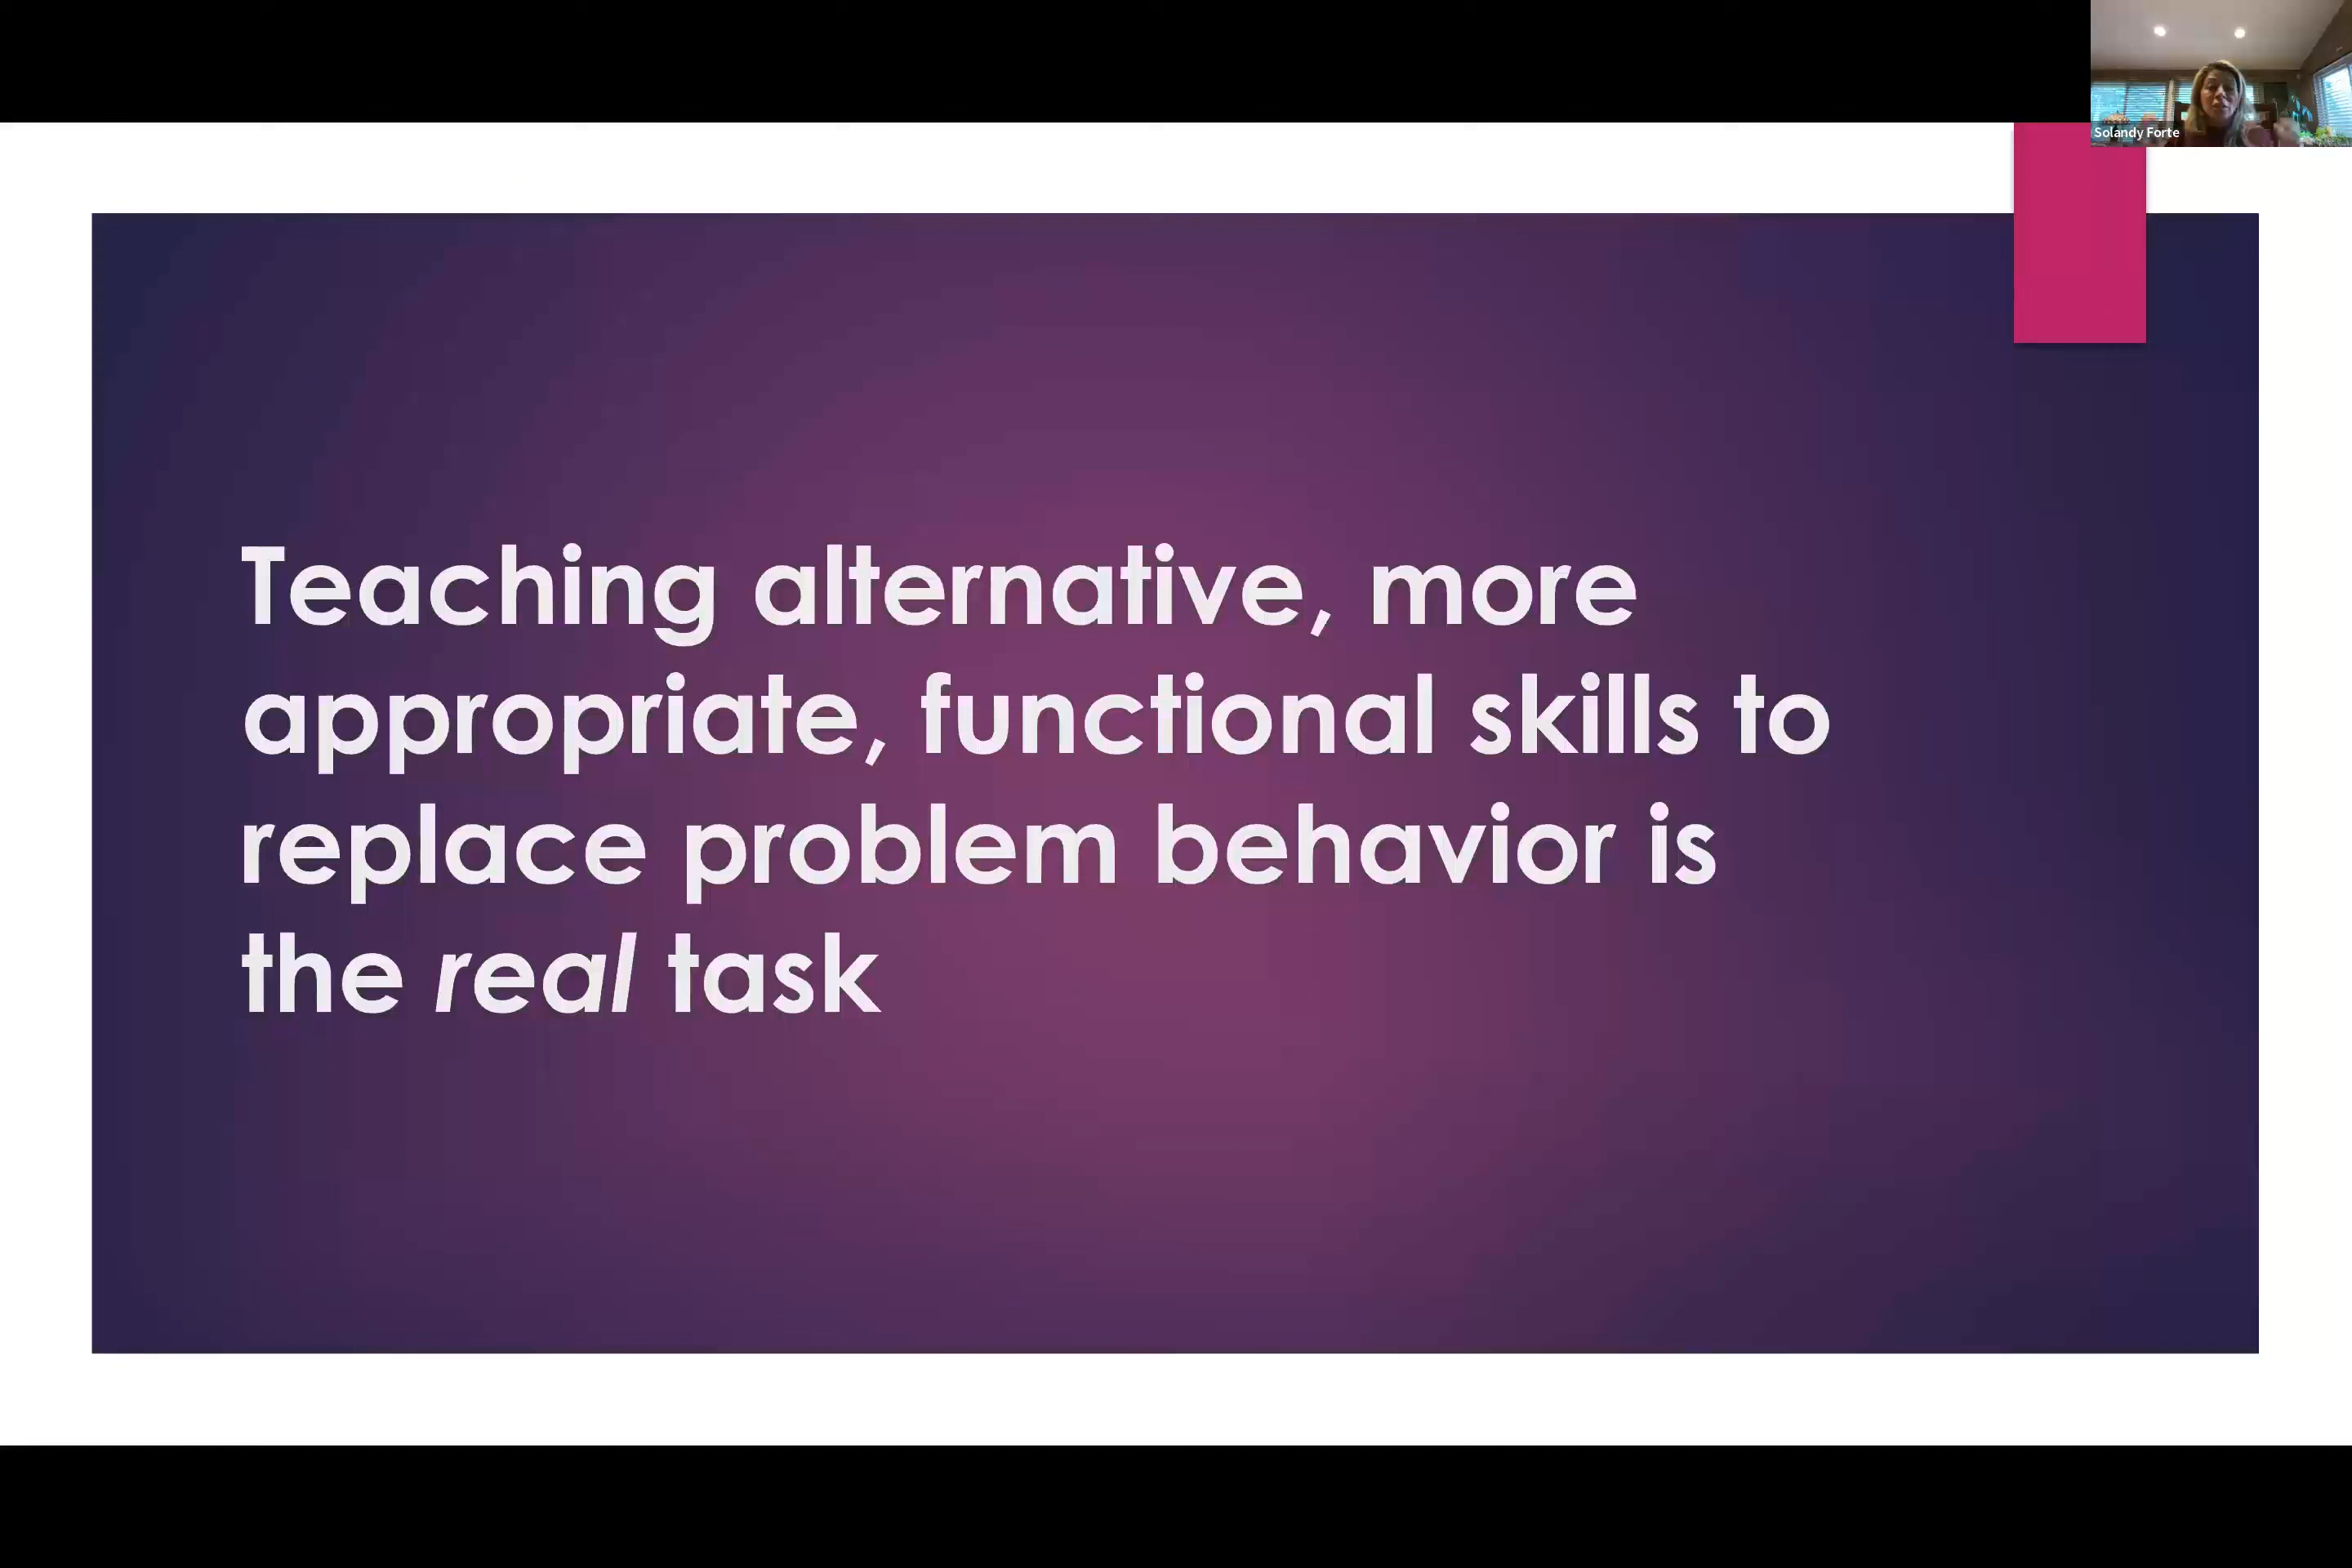 Solandy Forte
Teaching alternative, more
appropriate, functional skills to
replace problem behavior is
the real task